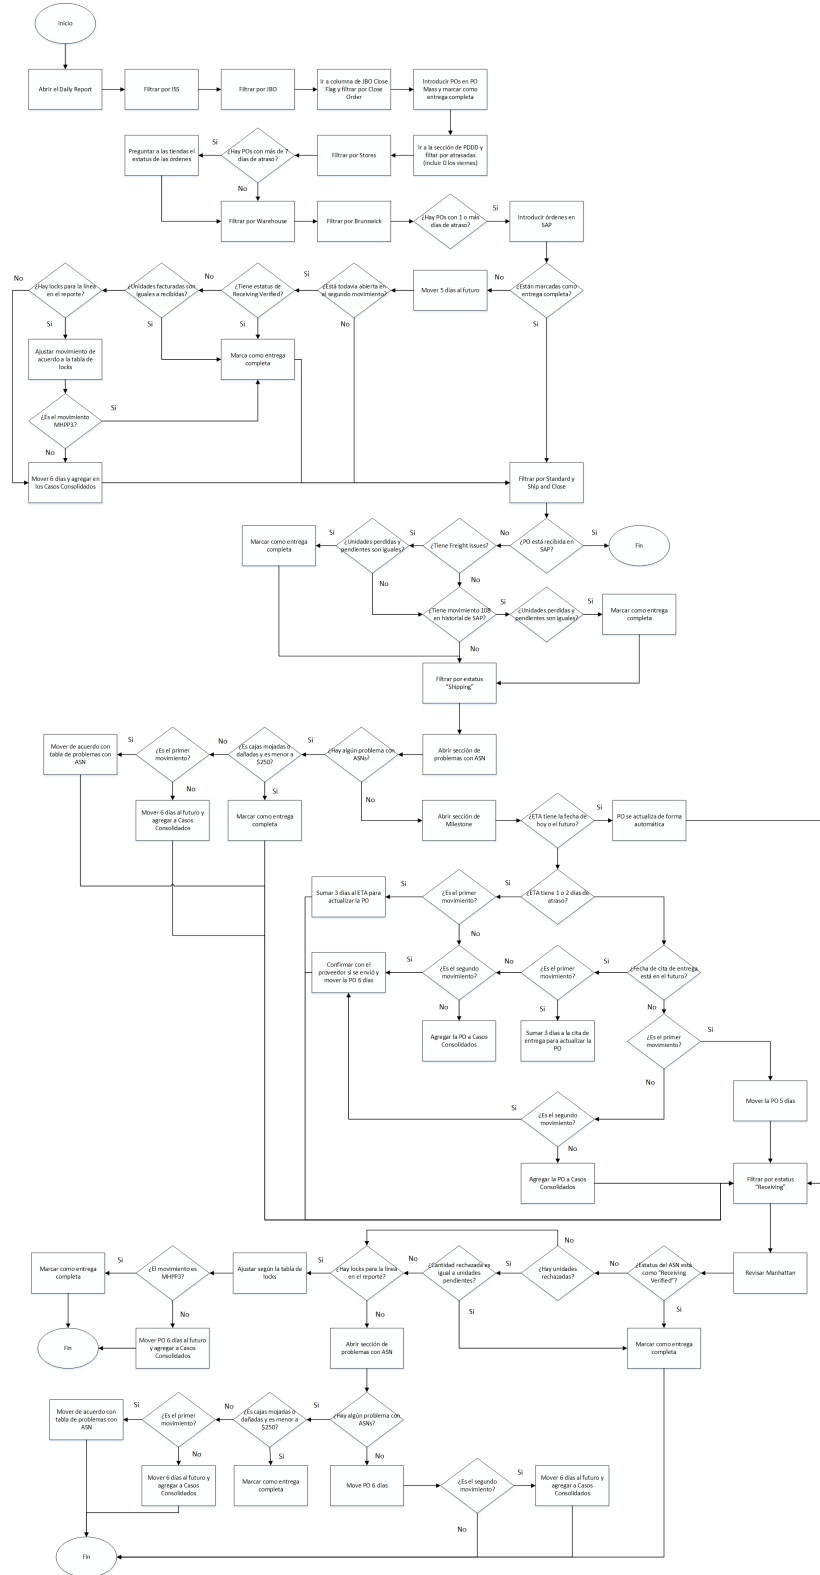 Inicio
Abrir el Daily Report
Filtrar por ISS
Filtrar por JBO
Ir a columna de JBO Close
Flag y filtrar por Close
Order
Introducir POs en PO
Mass y marcar como
entrega completa
Preguntar a las tiendas el
estatus de las órdenes
Si
¿Hay POs con más de 7
días de atraso?
No
Filtrar por Stores
Ir a la sección de PDDD y
filtrar por atrasadas
(incluir 0 los viernes)
Filtrar por Warehouse
Filtrar por Brunswick
¿Hay POs con 1 o más
días de atraso?
Si
Introducir órdenes en
SAP
No
¿Hay locks para la línea
en el reporte?
Si
No
¿Unidades facturadas son
iguales a recibidas?
Si
No
¿Tiene estatus de
Receiving Verified?
Si
Si
¿Está todavía abierta en
el segundo movimiento?
No
Mover 5 días al futuro
No
¿Están marcadas como
entrega completa?
Si
Ajustar movimiento de
acuerdo a la tabla de
locks
Marca como entrega
completa
¿Es el movimiento
MHPP3?
Si
No
Mover 6 días y agregar en
los Casos Consolidados
Filtrar por Standard y
Ship and Close
Marcar como entrega
completa
Si
¿Unidades perdidas y
pendientes son iguales?
No
Si
¿Tiene Freight Issues?
No
No
¿PO está recibida en
SAP?
Si
Fin
¿Tiene movimiento 108
en historial de SAP?
No
Si
¿Unidades perdidas y
pendientes son iguales?
Si
Marcar como entrega
completa
Filtrar por estatus
"Shipping"
Mover de acuerdo con
tabla de problemas con
ASN
Si
¿Es el primer
movimiento?
No
No
¿Es cajas mojadas o
dañadas y es menor a
$250?
Si
Si
¿Hay algún problema con
ASNs?
No
Abrir sección de
problemas con ASN
Mover 6 días al futuro y
agregar a Casos
Consolidados
Marcar como entrega
completa
Abrir sección de
Milestone
¿ETA tiene la fecha de
hoy o el futuro?
Si
PO se actualiza de forma
automática
Sumar 3 días al ETA para
actualizar la PO
Si
¿Es el primer
movimiento?
No
Si
¿ETA tiene 1 o 2 días de
atraso?
Confirmar con el
proveedor si se envió y
mover la PO 6 días
Si
¿Es el segundo
movimiento?
No
No
¿Es el primer
movimiento?
Si
Si
¿Fecha de cita de entrega
está en el futuro?
No
Agregar la PO a Casos
Consolidados
Sumar 3 días a la cita de
entrega para actualizar la
PO
¿Es el primer
movimiento?
Si
No
Mover la PO 5 días
Si
¿Es el segundo
movimiento?
No
Agregar la PO a Casos
Consolidados
Filtrar por estatus
"Receiving"
Marcar como entrega
completa
Si
¿El movimiento es
MHPP3?
No
Ajustar según la tabla de
locks
Si
¿Hay locks para la línea
en el reporte?
No
No
¿Cantidad rechazada es
igual a unidades
pendientes?
Si
Si
¿Hay unidades
rechazadas?
No
No
¿Estatus del ASN está
como "Receiving
Verified"?
Si
Revisar Manhattan
Fin
Mover PO 6 días al futuro
y agregar a Casos
Consolidados
Abrir sección de
problemas con ASN
Marcar como entrega
completa
Mover de acuerdo con
tabla de problemas con
ASN
Si
¿Es el primer
movimiento?
No
No
¿Es cajas mojadas o
dañadas y es menor a
$250?
Si
Si
¿Hay algún problema con
ASNs?
No
Mover 6 días al futuro y
agregar a Casos
Consolidados
Marcar como entrega
completa
Move PO 6 días
¿Es el segundo
movimiento?
Si
No
Mover 6 días al futuro y
agregar a Casos
Consolidados
Fin